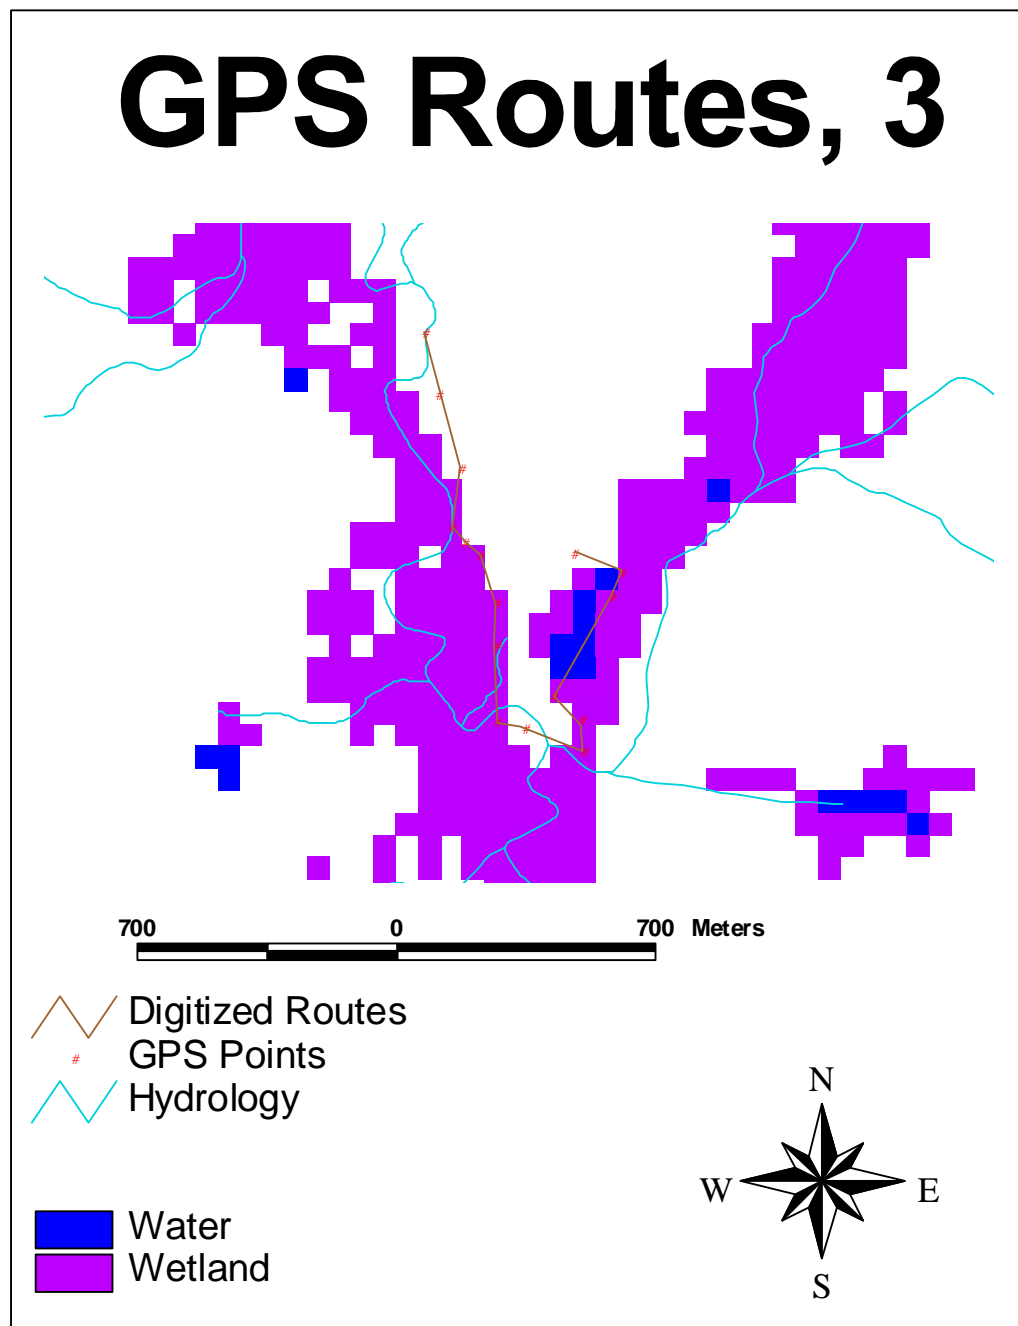 GPS Routes, 3
700 0 700 Meters
Digitized Routes
# GPS Points
Hydrology
Water
Wetland
N
W E
S